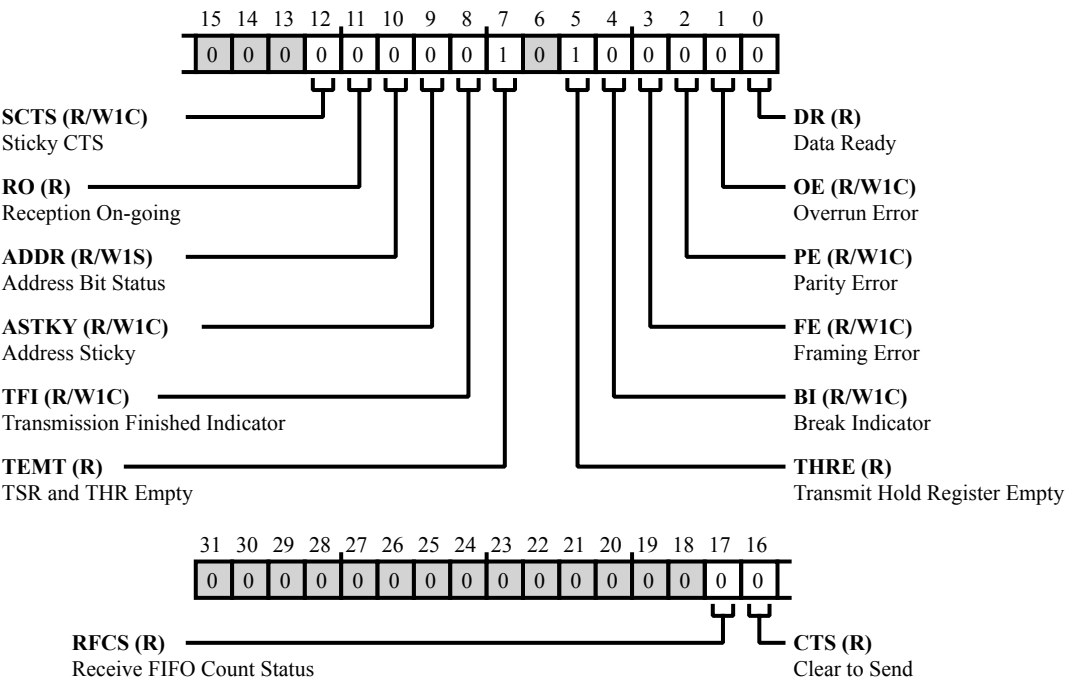 15 14 13 12 11 10 9 8 7 6 5 4 3 2 1 0
0 0 0 0 0 0 0 0 1 0 1 0 0 0 0 0
SCTS (R/W1C)
Sticky CTS
RO (R)
Reception On-going
ADDR (R/W1S)
Address Bit Status
ASTKY (R/W1C)
Address Sticky
TFI (R/W1C)
Transmission Finished Indicator
TEMT (R)
TSR and THR Empty
DR (R)
Data Ready
OE (R/W1C)
Overrun Error
PE (R/W1C)
Parity Error
FE (R/W1C)
Framing Error
BI (R/W1C)
Break Indicator
THRE (R)
Transmit Hold Register Empty
31 30 29 28 27 26 25 24 23 22 21 20 19 18 17 16
0 0 0 0 0 0 0 0 0 0 0 0 0 0 0 0
RFCS (R)
Receive FIFO Count Status
CTS (R)
Clear to Send